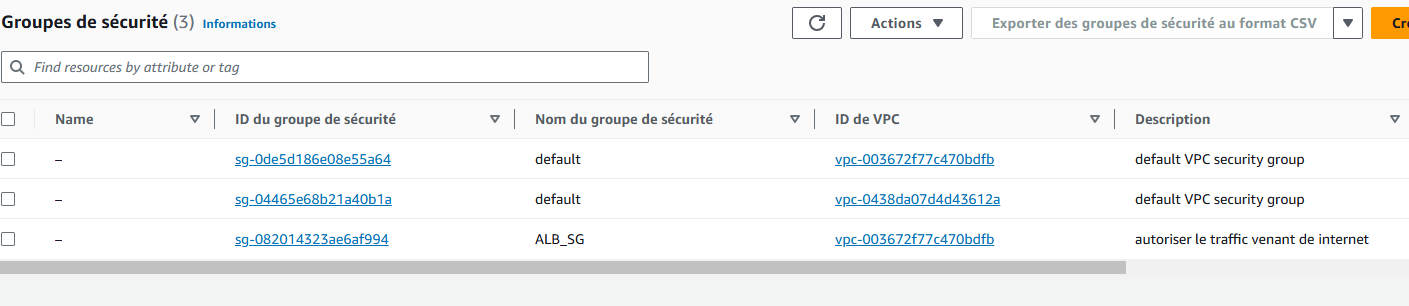 Groupes de sécurité (3) Informations Actions Exporter des groupes de sécurité au format CSV
Find resources by attribute or tag
Name ID du groupe de sécurité Nom du groupe de sécurité ID de VPC Description
– sg-0de5d186e08e55a64 default vpc-003672f77c470bdfb default VPC security group
– sg-04465e68b21a40b1a default vpc-0438da07d4d43612a default VPC security group
– sg-082014323ae6af994 ALB_SG vpc-003672f77c470bdfb autoriser le traffic venant de internet